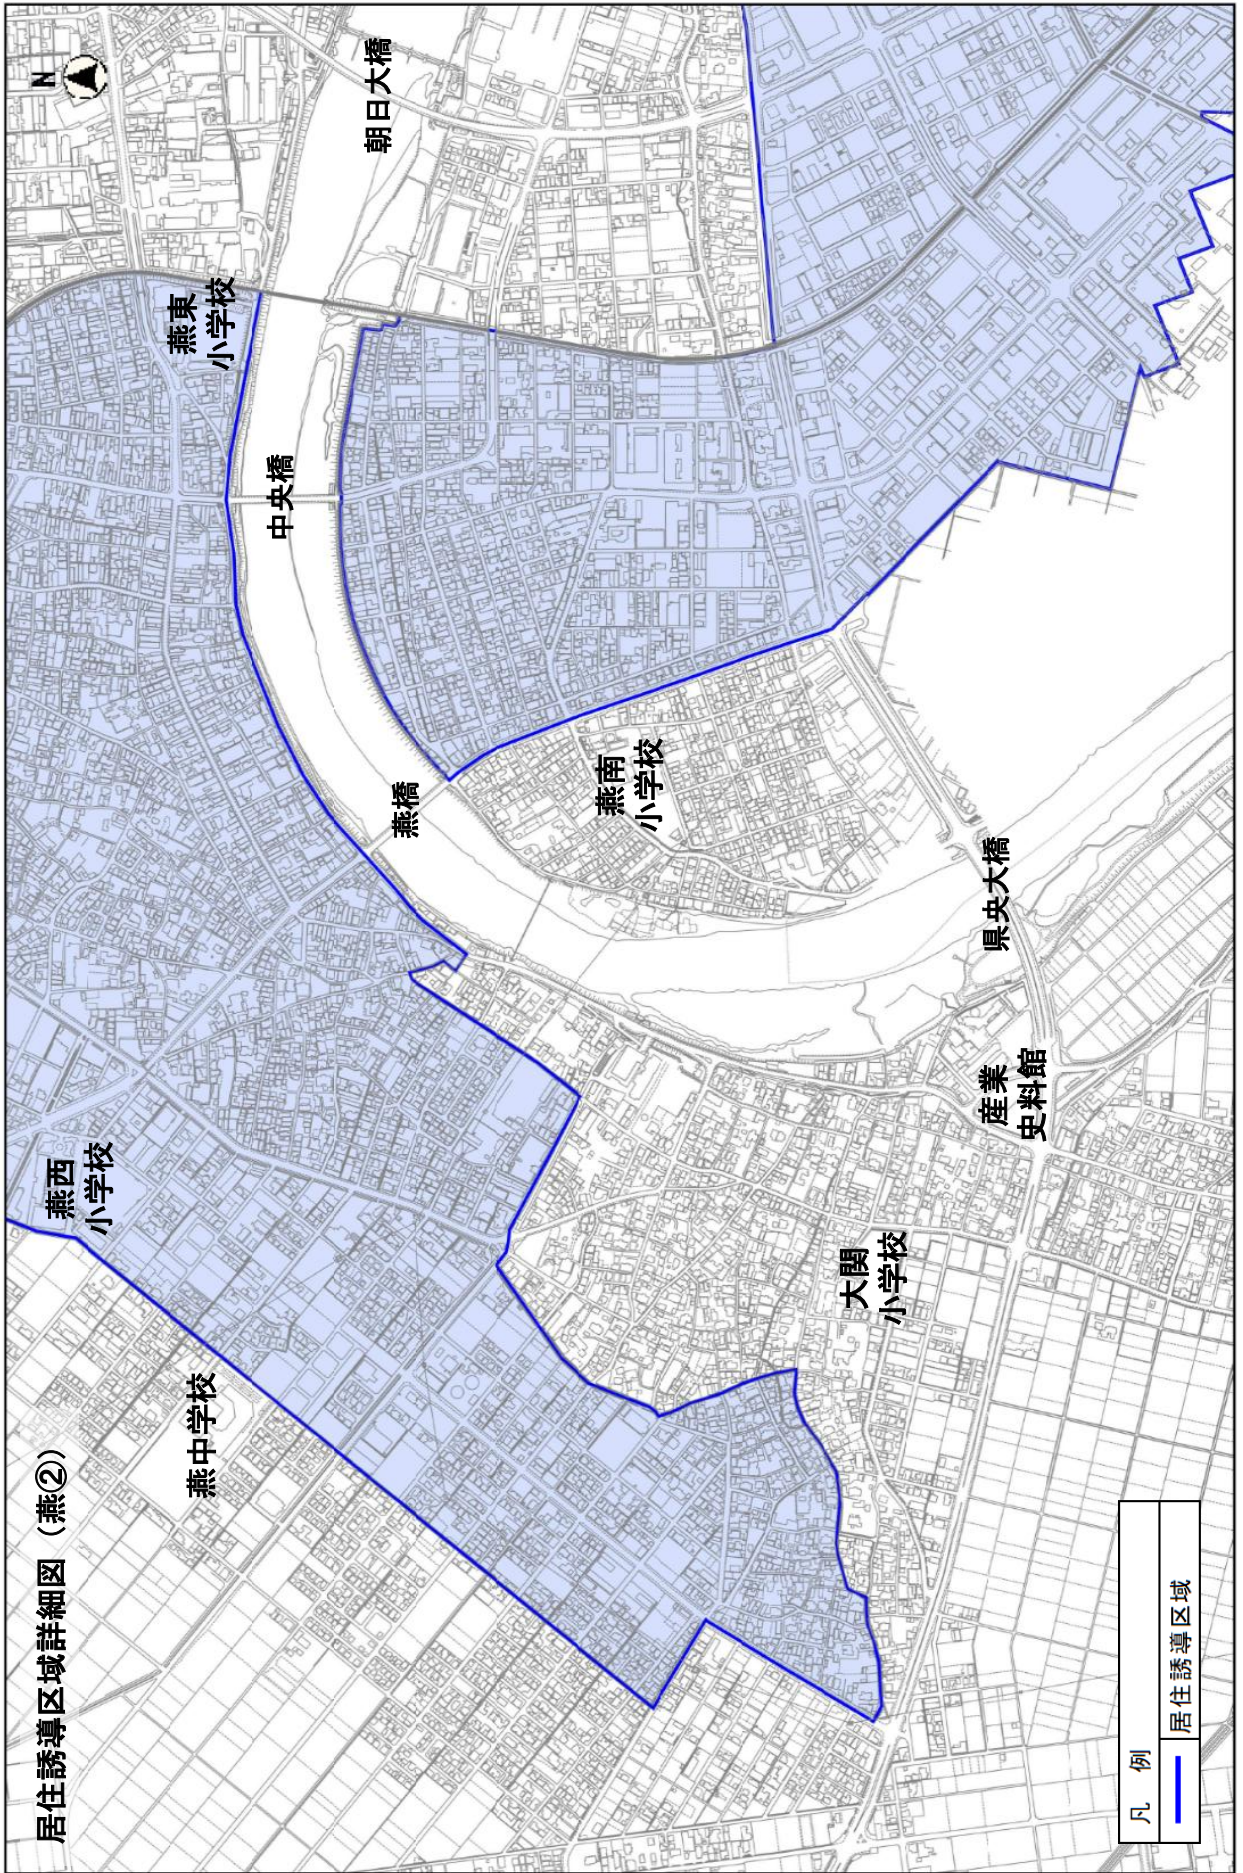 居住誘導区域詳細図（燕②）
N
燕西
小学校
燕東
小学校
燕中学校
中央橋
朝日大橋
燕橋
燕南
小学校
大関
小学校
産業
史料館
県央大橋
凡 例
居住誘導区域